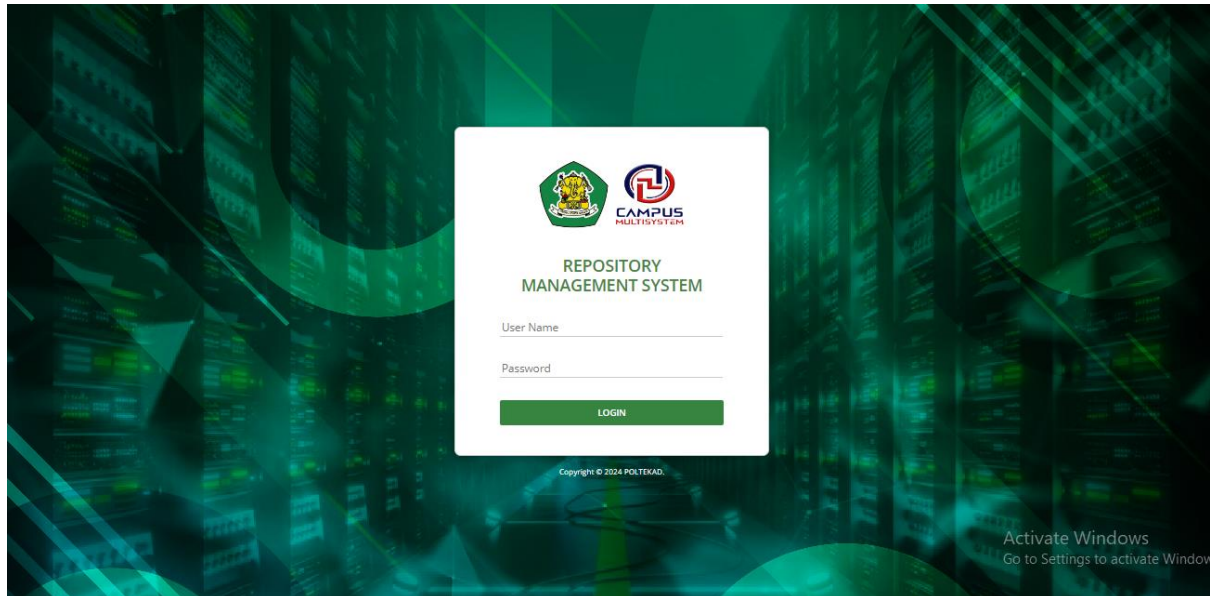 CAMPUS
MULTISYSTEM
REPOSITORY
MANAGEMENT SYSTEM
User Name
Password
LOGIN
Copyright © 2024 POLTEKAD.
Activate Windows
Go to Settings to activate Window